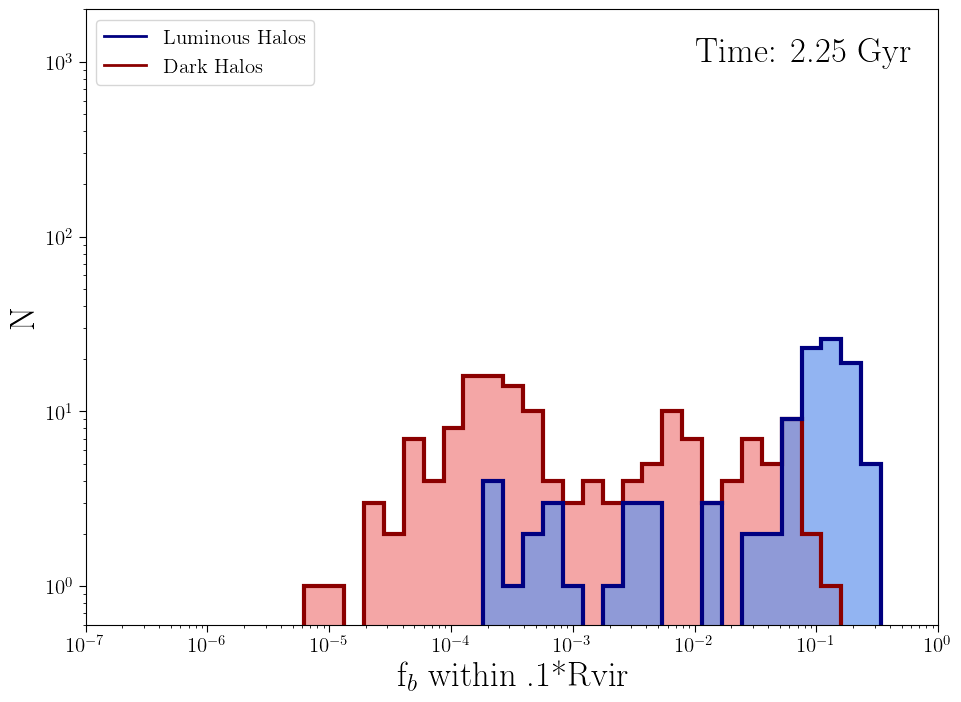 Luminous Halos
Dark Halos
Time: 2.25 Gyr
N
10³
10²
10¹
10⁰
10⁻⁷ 10⁻⁶ 10⁻⁵ 10⁻⁴ 10⁻³ 10⁻² 10⁻¹ 10⁰
f_b within .1*Rvir